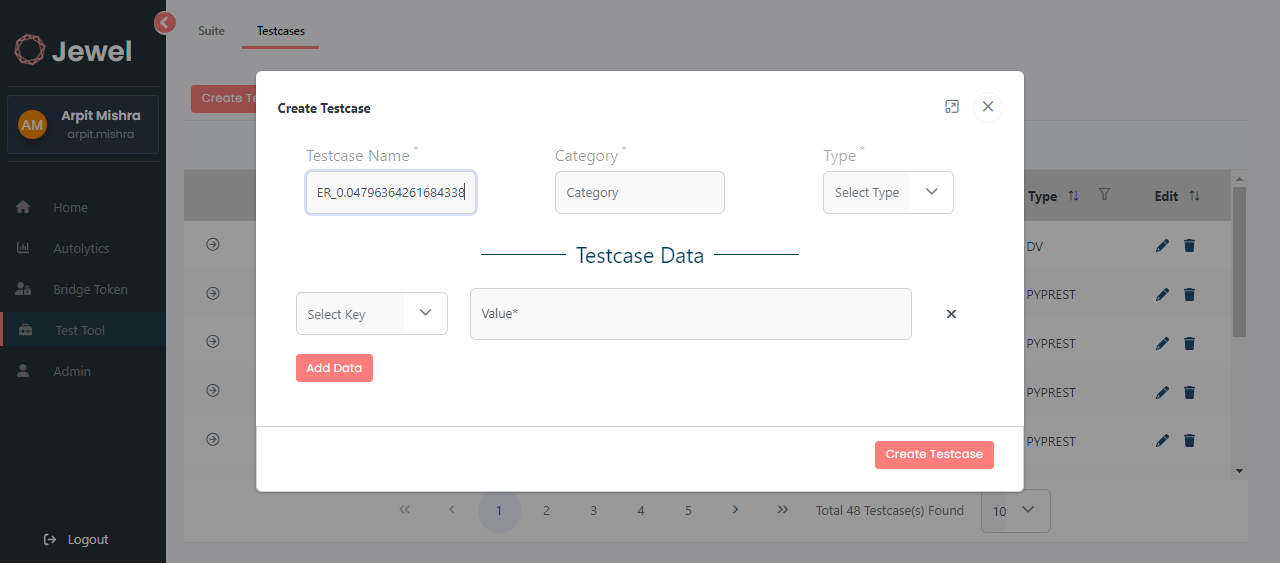 Jewel
AM
Arpit Mishra
arpit.mishra
Home
Autolytics
Bridge Token
Test Tool
Admin
Logout
Suite
Testcases
Create Te
Create Testcase
Testcase Name *
Category *
Type *
ER_0.04796364261684338
Category
Select Type
Testcase Data
Select Key
Value*
Add Data
Create Testcase
Type
Edit
DV
PYPREST
PYPREST
PYPREST
PYPREST
<< < 1 2 3 4 5 > >> Total 48 Testcase(s) Found 10